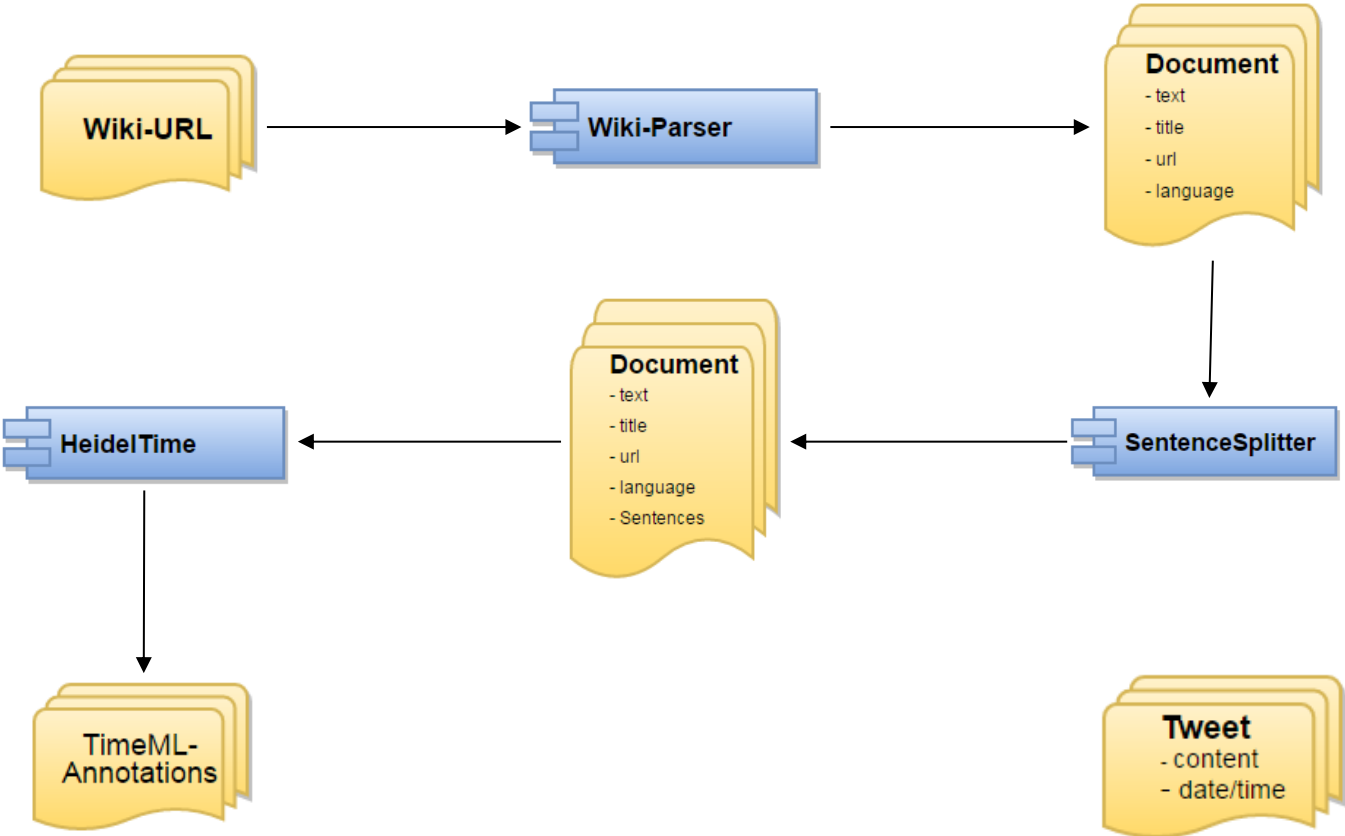 Wiki-URL
Wiki-Parser
Document
- text
- title
- url
- language
SentenceSplitter
Document
- text
- title
- url
- language
- Sentences
HeidelTime
TimeML-
Annotations
Tweet
- content
- date/time